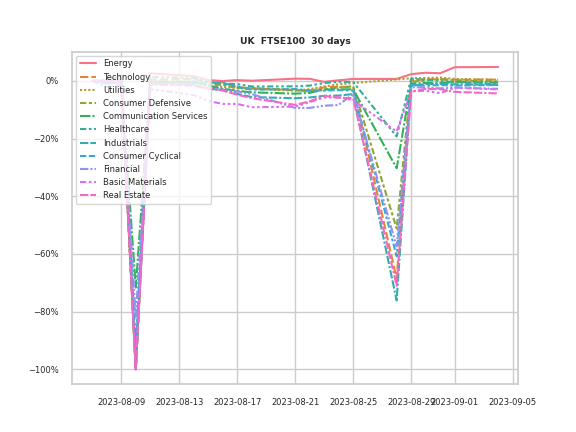 UK  FTSE100  30 days
0%
−20%
−40%
−60%
−80%
−100%
Energy
Technology
Utilities
Consumer Defensive
Communication Services
Healthcare
Industrials
Consumer Cyclical
Financial
Basic Materials
Real Estate
2023-08-09 2023-08-13 2023-08-17 2023-08-21 2023-08-25 2023-08-29 2023-09-01 2023-09-05